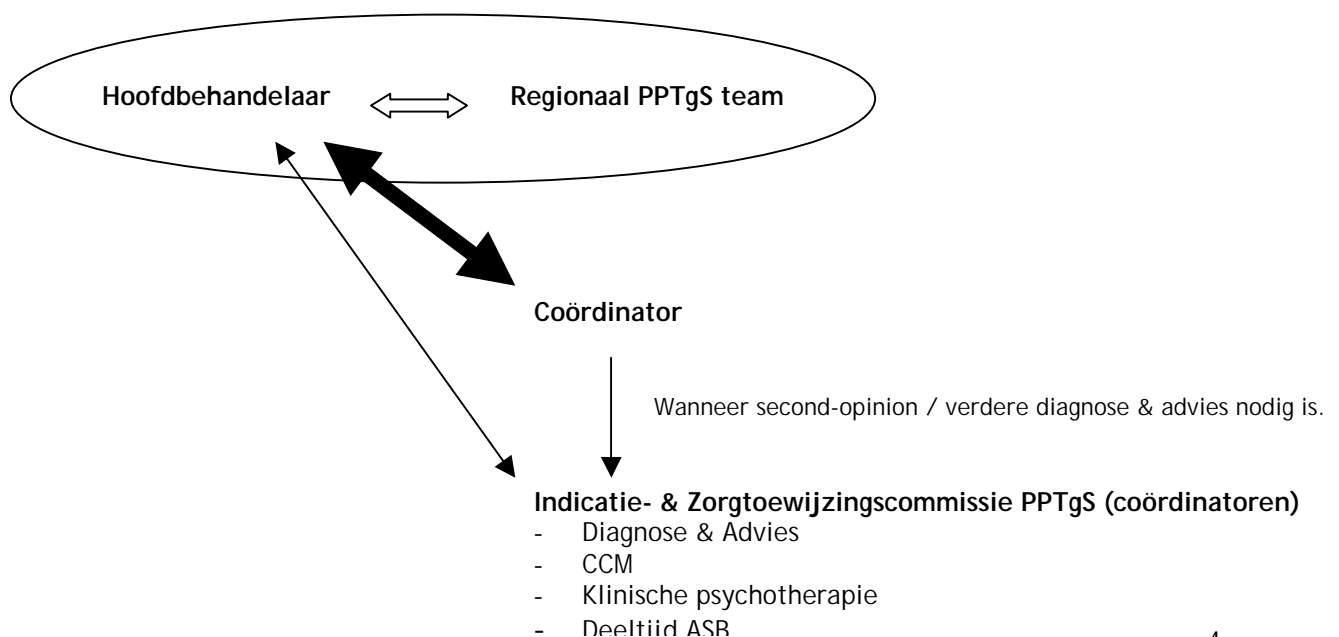 Hoofdbehandelaar Regionaal PPTgS team
Coördinator
Wanneer second-opinion / verdere diagnose & advies nodig is.
Indicatie- & Zorgtoewijzingscommissie PPTgS (coördinatoren)
- Diagnose & Advies
- CCM
- Klinische psychotherapie
- Deeltijd ASB
4